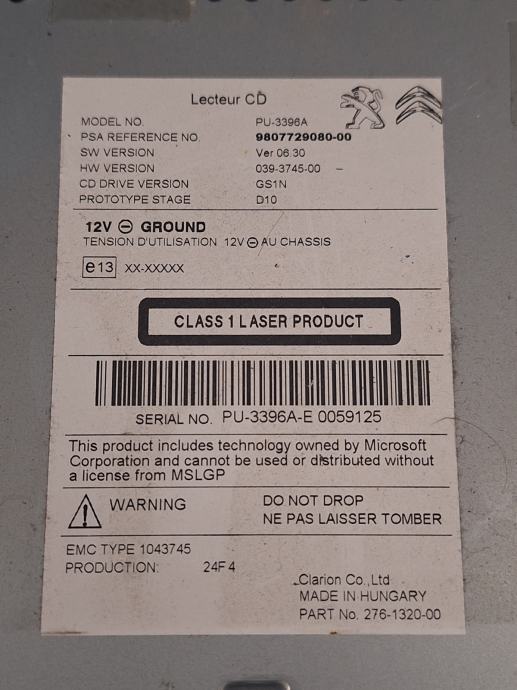 Lecteur CD
MODEL NO. PU-3396A
PSA REFERENCE NO. 9807729080-00
SW VERSION Ver 06.30
HW VERSION 039-3745-00 –
CD DRIVE VERSION GS1N
PROTOTYPE STAGE D10
12V ⊖ GROUND
TENSION D'UTILISATION 12V ⊖ AU CHASSIS
e13 XX-XXXXX
CLASS 1 LASER PRODUCT
SERIAL NO. PU-3396A-E 0059125
This product includes technology owned by Microsoft
Corporation and cannot be used or distributed without
a license from MSLGP
WARNING DO NOT DROP
NE PAS LAISSER TOMBER
EMC TYPE 1043745
PRODUCTION: 24F4
Clarion Co.,Ltd
MADE IN HUNGARY
PART No. 276-1320-00